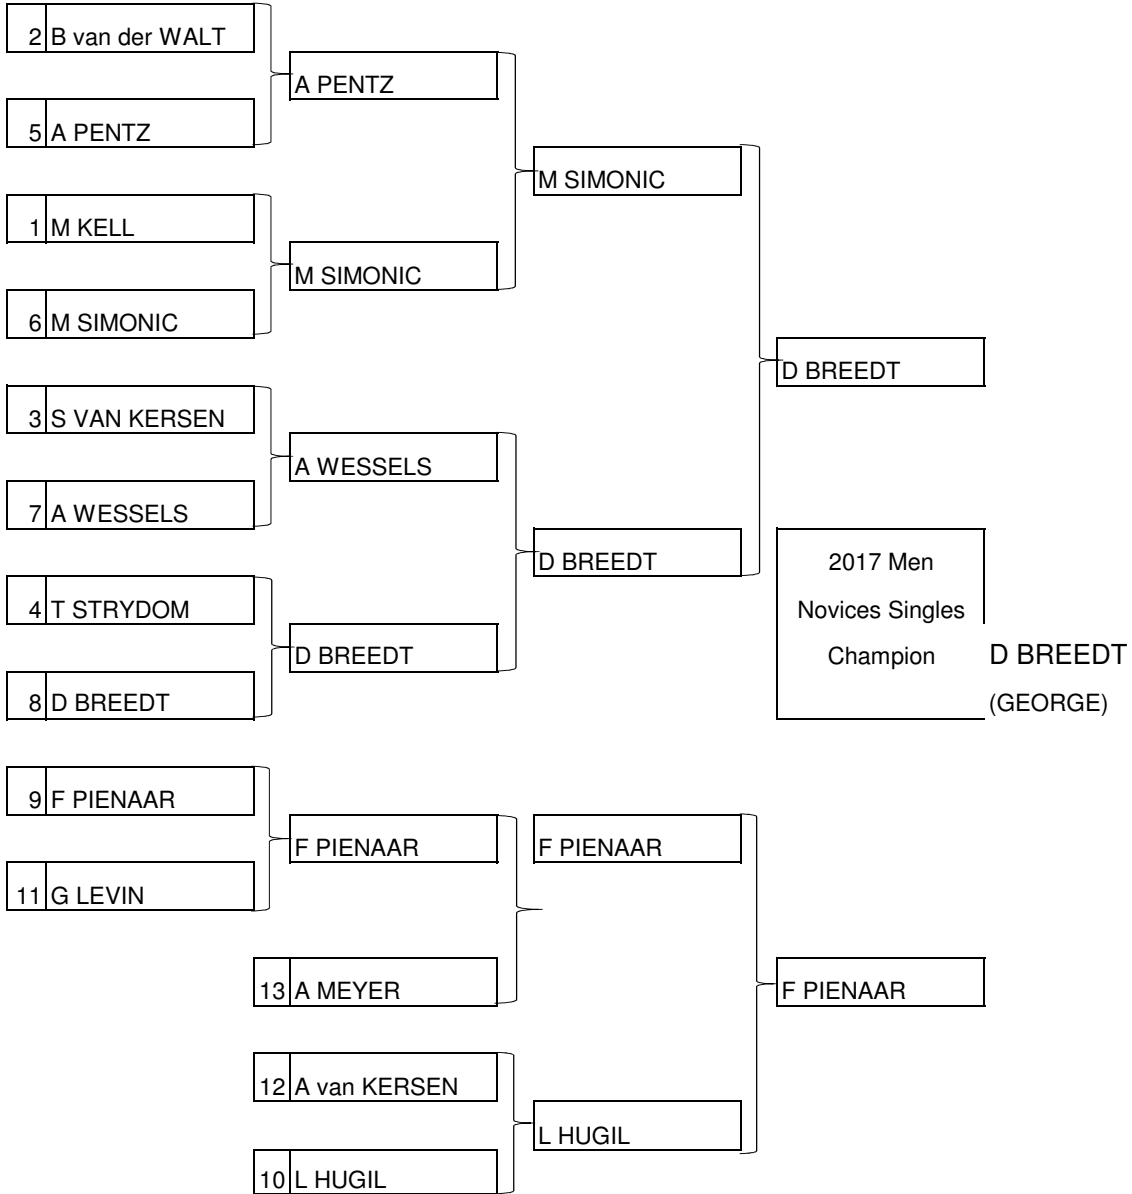 2 B van der WALT
A PENTZ
5 A PENTZ
M SIMONIC
1 M KELL
M SIMONIC
6 M SIMONIC
D BREEDT
3 S VAN KERSEN
A WESSELS
7 A WESSELS
D BREEDT
2017 Men
Novices Singles
Champion
D BREEDT
(GEORGE)
4 T STRYDOM
D BREEDT
8 D BREEDT
9 F PIENAAR
F PIENAAR
F PIENAAR
11 G LEVIN
13 A MEYER
F PIENAAR
12 A van KERSEN
L HUGIL
10 L HUGIL